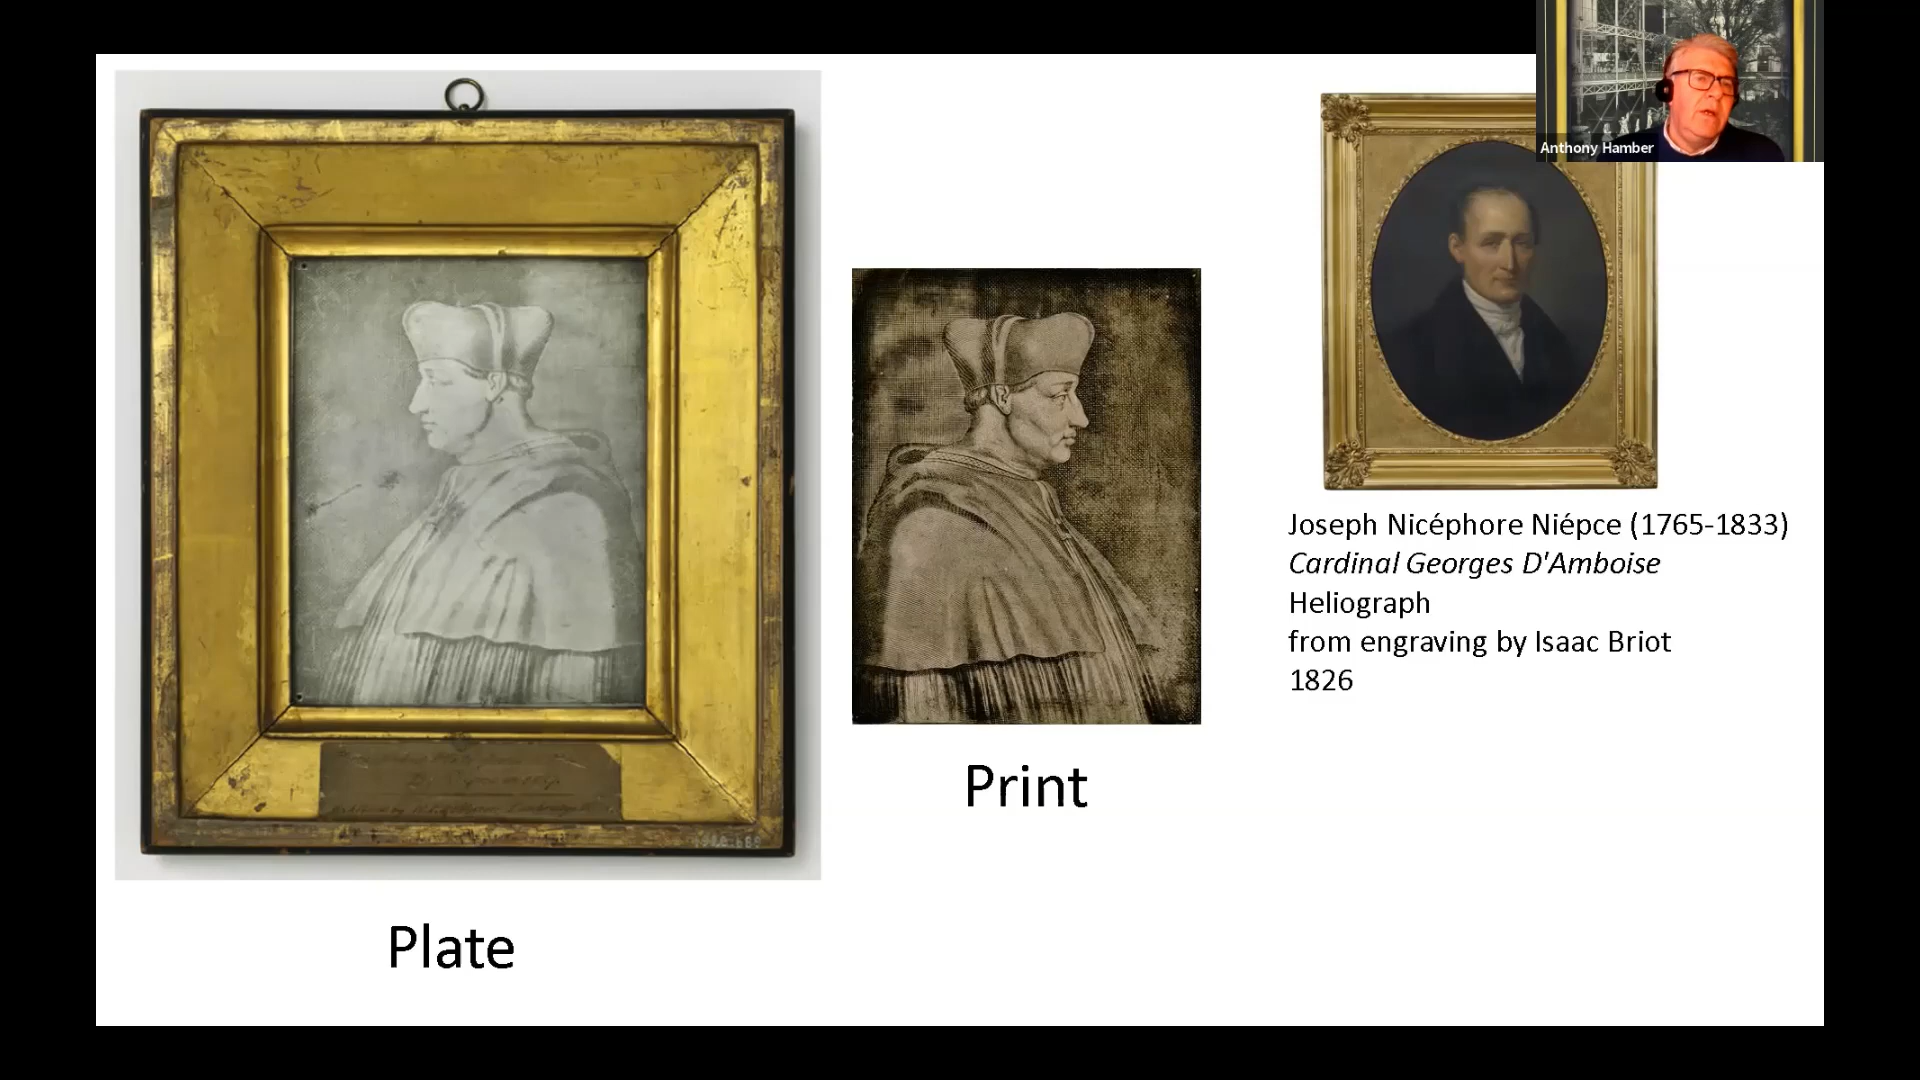 Anthony Hamber
Joseph Nicéphore Niépce (1765-1833)
Cardinal Georges D'Amboise
Heliograph
from engraving by Isaac Briot
1826
Print
Plate